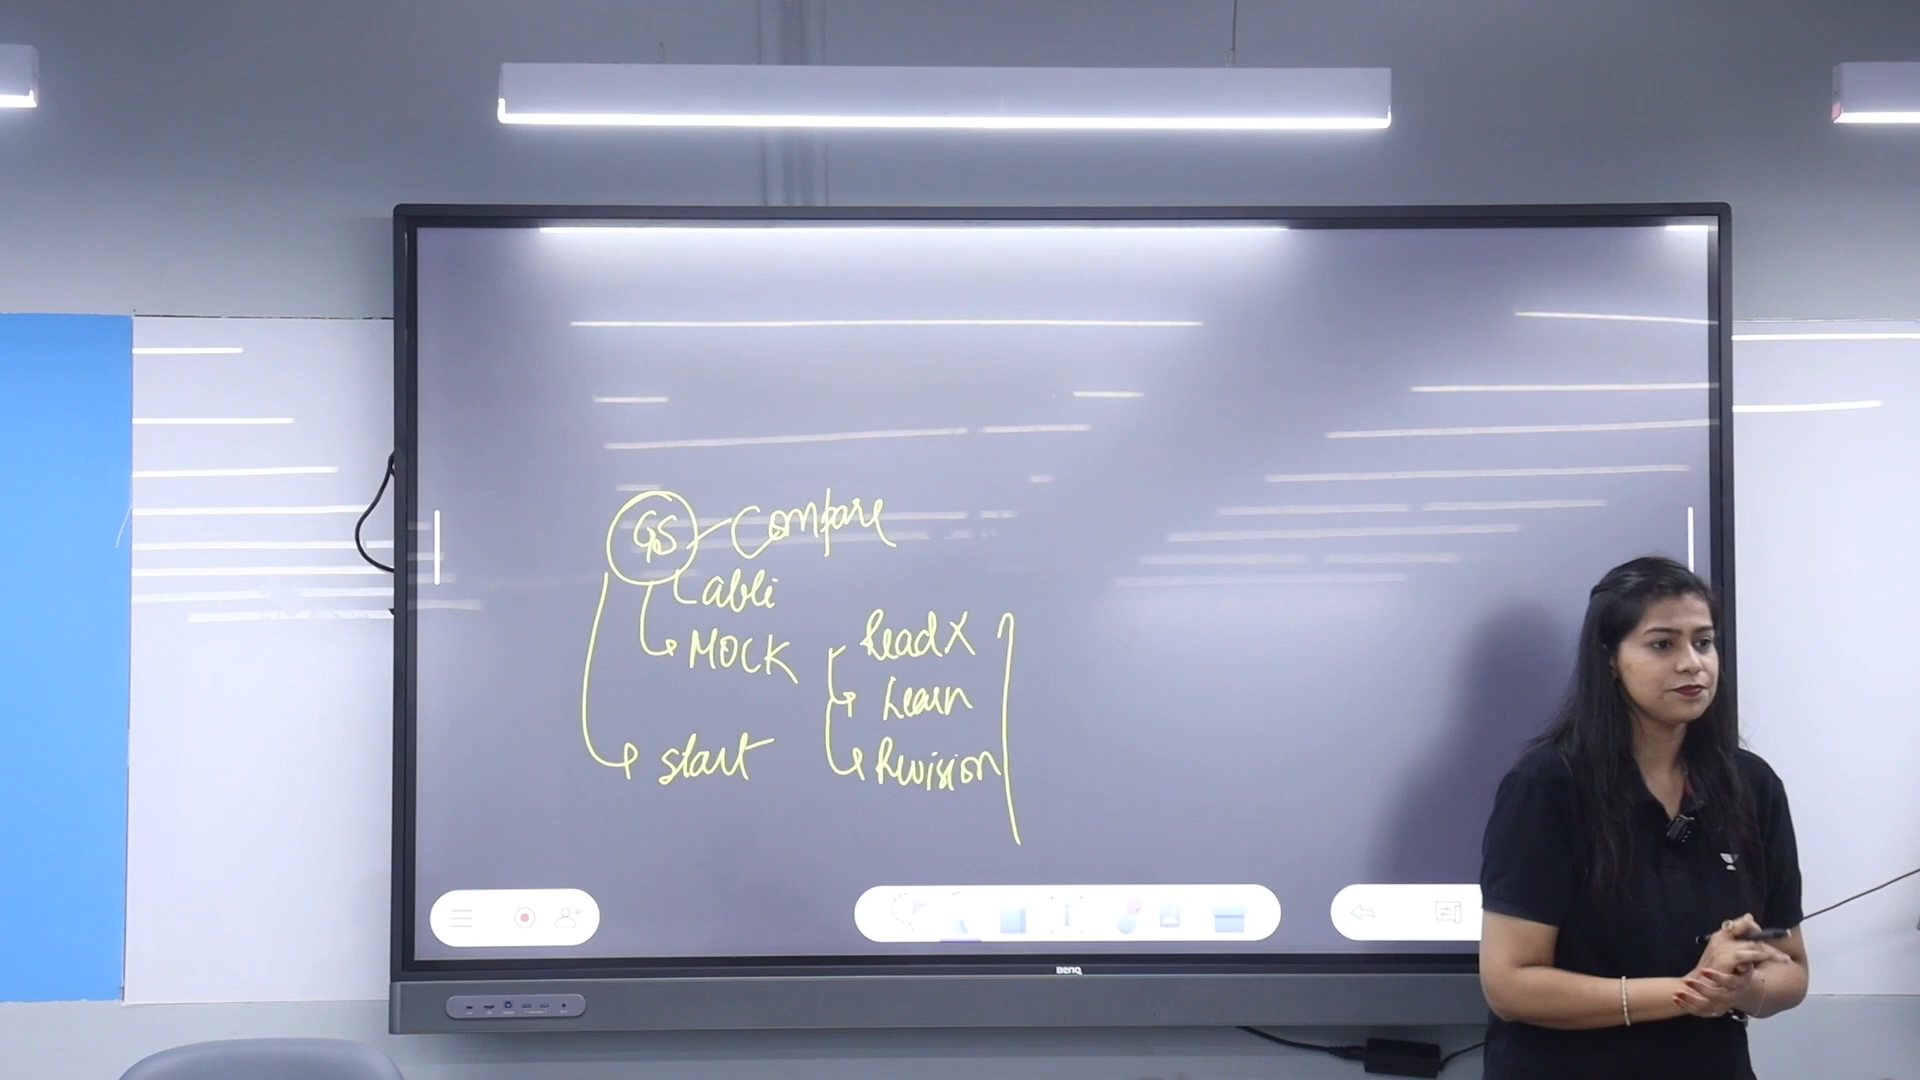 GS - Compare
abli
MOCK
Read X
Learn
start
Revision
BenQ